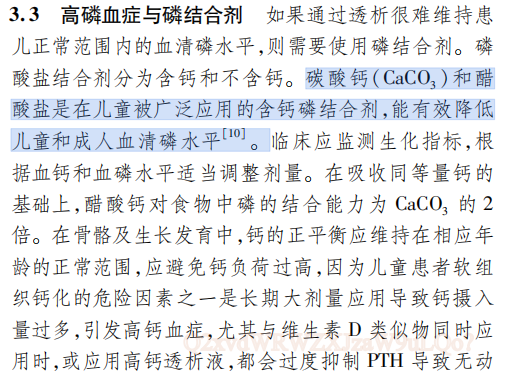 3.3 高磷血症与磷结合剂 如果通过透析很难维持患
儿正常范围内的血清磷水平,则需要使用磷结合剂。磷
酸盐结合剂分为含钙和不含钙。碳酸钙(CaCO3)和醋
酸盐是在儿童被广泛应用的含钙磷结合剂,能有效降低
儿童和成人血清磷水平[10]。临床应监测生化指标,根
据血钙和血磷水平适当调整剂量。在吸收同等量钙的
基础上,醋酸钙对食物中磷的结合能力为 CaCO3 的 2
倍。在骨骼及生长发育中,钙的正平衡应维持在相应年
龄的正常范围,应避免钙负荷过高,因为儿童患者软组
织钙化的危险因素之一是长期大剂量应用导致钙摄入
量过多,引发高钙血症,尤其与维生素 D 类似物同时应
用时,或应用高钙透析液,都会过度抑制 PTH 导致无动